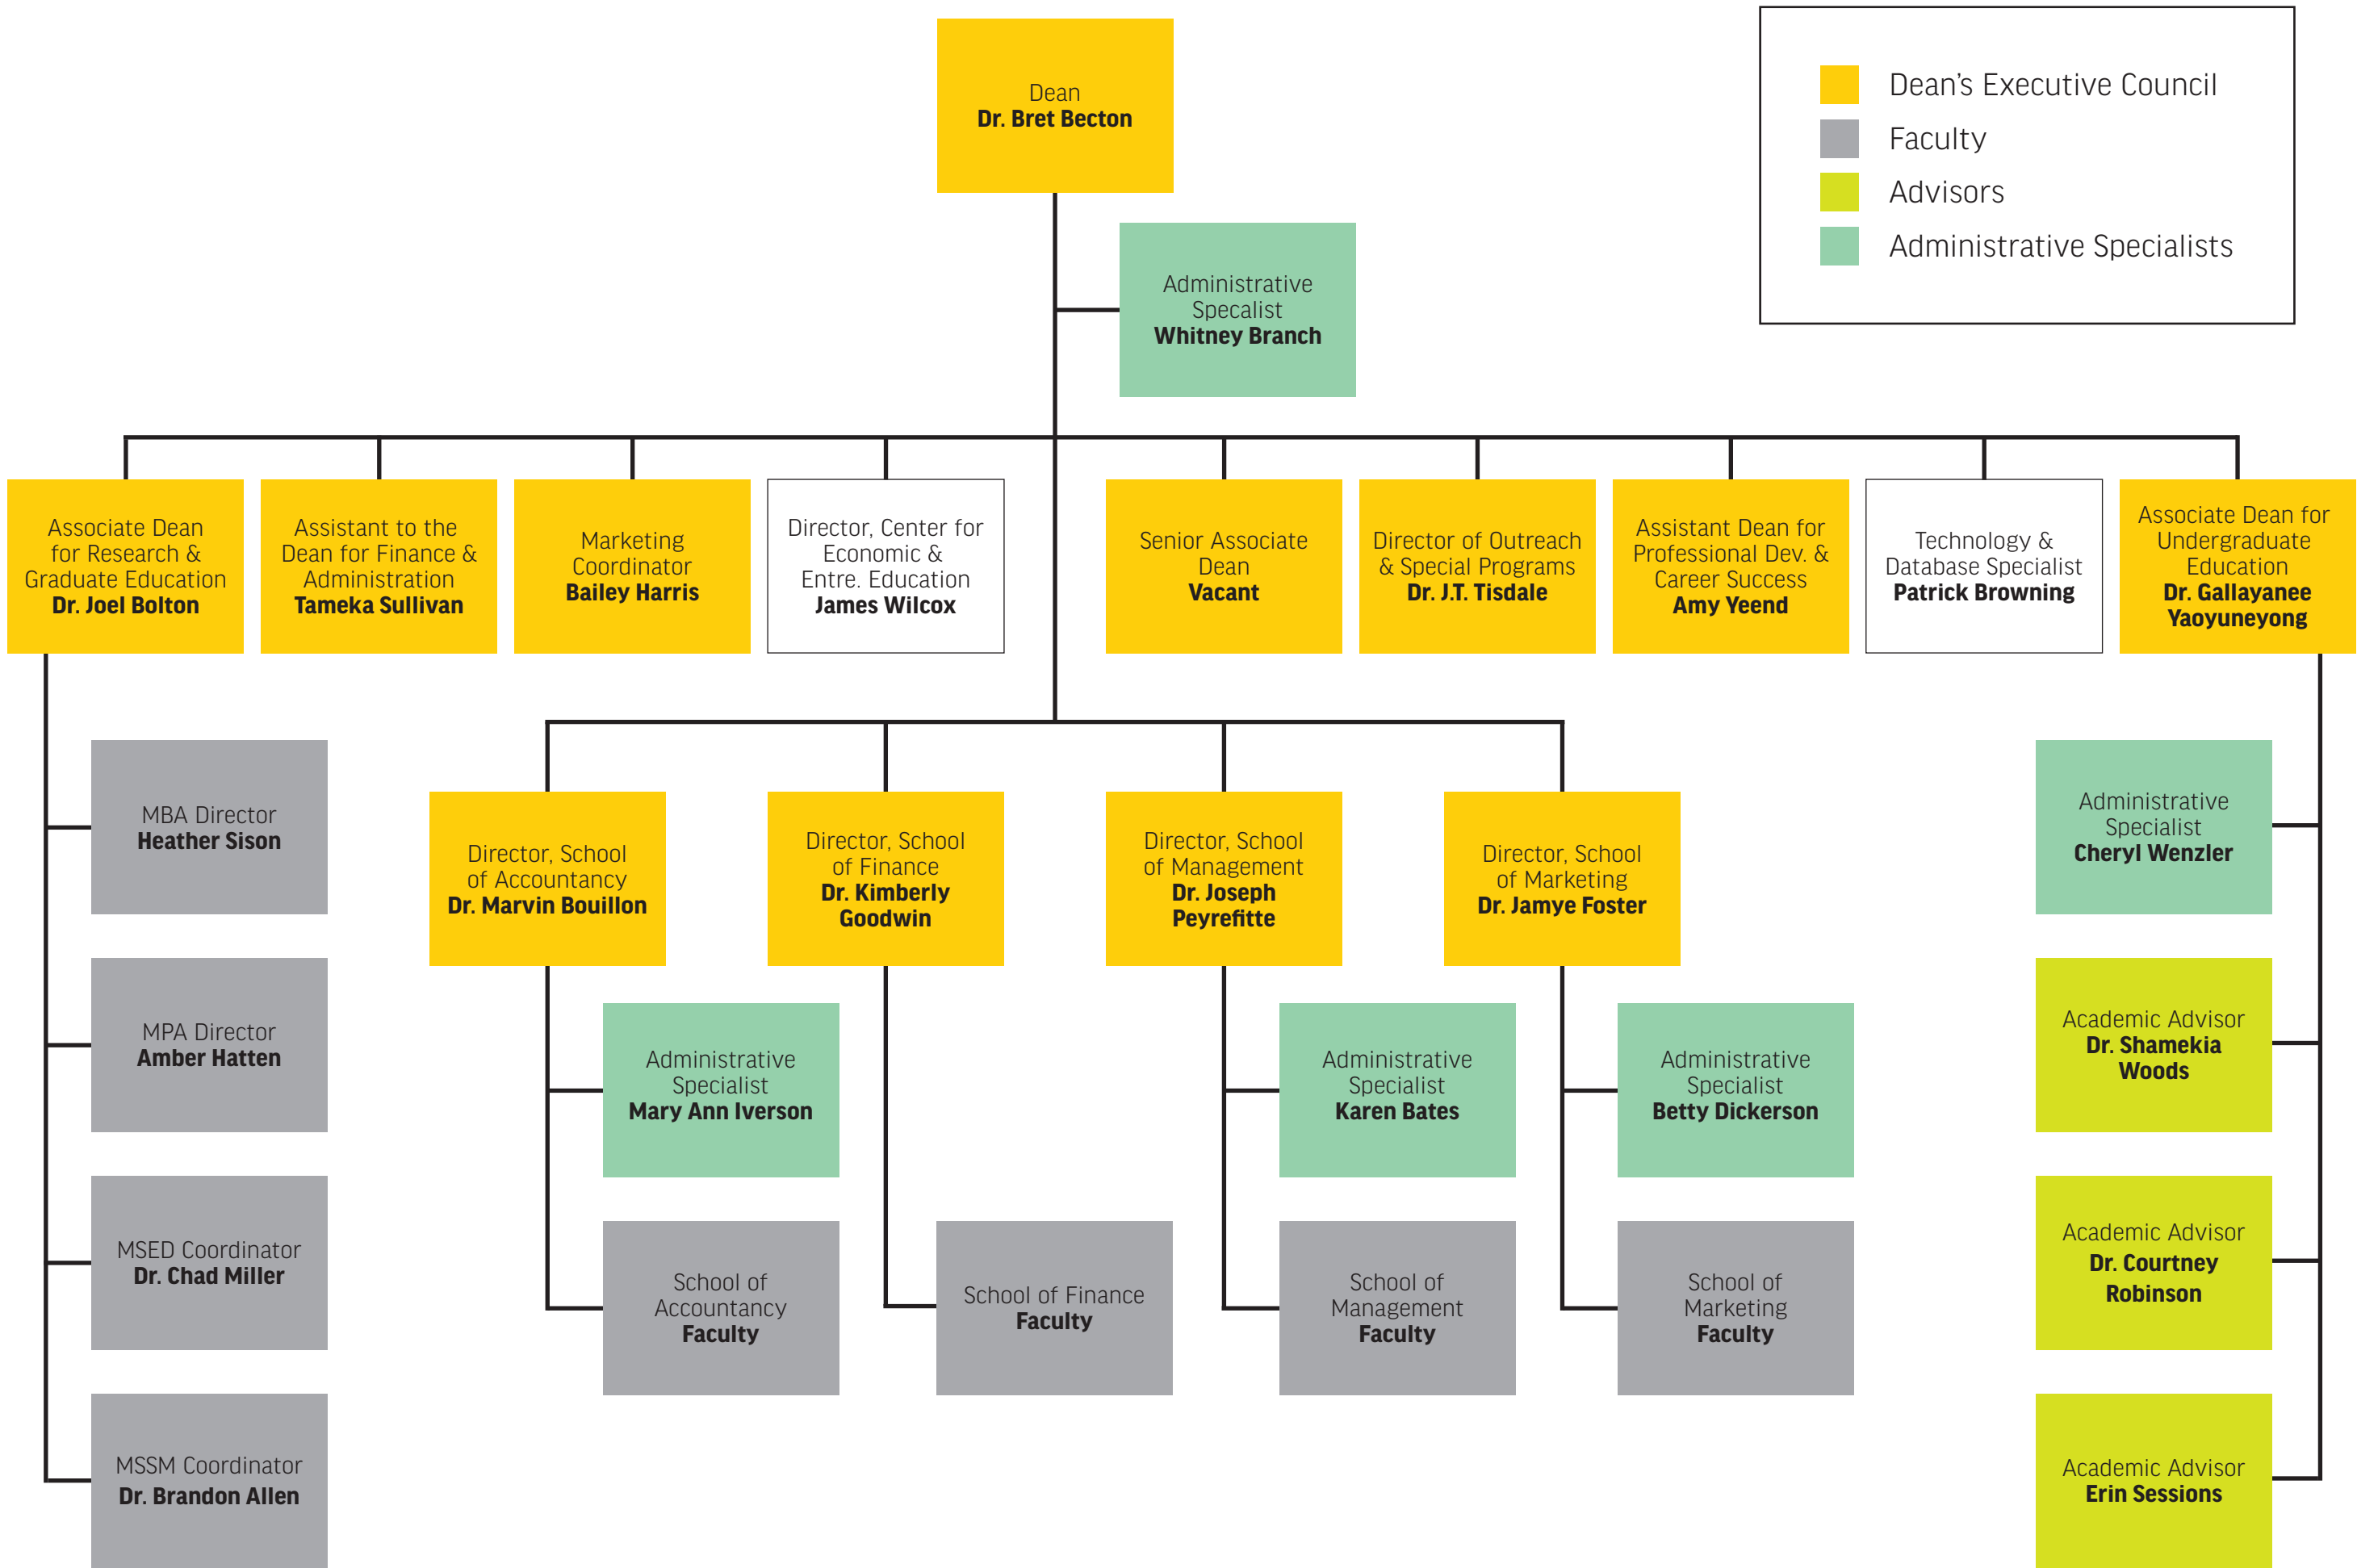 Dean
Dr. Bret Becton
Dean's Executive Council
Faculty
Advisors
Administrative Specialists
Administrative
Specalist
Whitney Branch
Associate Dean
for Research &
Graduate Education
Dr. Joel Bolton
Assistant to the
Dean for Finance &
Administration
Tameka Sullivan
Marketing
Coordinator
Bailey Harris
Director, Center for
Economic &
Entre. Education
James Wilcox
Senior Associate
Dean
Vacant
Director of Outreach
& Special Programs
Dr. J.T. Tisdale
Assistant Dean for
Professional Dev. &
Career Success
Amy Yeend
Technology &
Database Specialist
Patrick Browning
Associate Dean for
Undergraduate
Education
Dr. Gallayanee
Yaoyuneyong
MBA Director
Heather Sison
MPA Director
Amber Hatten
MSED Coordinator
Dr. Chad Miller
MSSM Coordinator
Dr. Brandon Allen
Director, School
of Accountancy
Dr. Marvin Bouillon
Administrative
Specialist
Mary Ann Iverson
School of
Accountancy
Faculty
Director, School
of Finance
Dr. Kimberly
Goodwin
School of Finance
Faculty
Director, School
of Management
Dr. Joseph
Peyrefitte
Administrative
Specialist
Karen Bates
School of
Management
Faculty
Director, School
of Marketing
Dr. Jamye Foster
Administrative
Specialist
Betty Dickerson
School of
Marketing
Faculty
Administrative
Specialist
Cheryl Wenzler
Academic Advisor
Dr. Shamekia
Woods
Academic Advisor
Dr. Courtney
Robinson
Academic Advisor
Erin Sessions